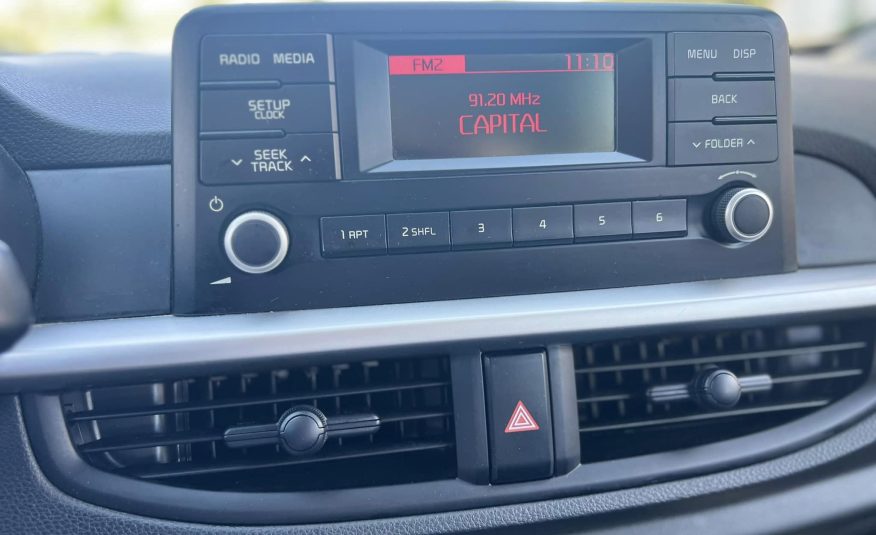 RADIO MEDIA
SETUP
CLOCK
SEEK
TRACK
FM2 11:10
91.20 MHz
CAPITAL
MENU DISP
BACK
FOLDER
1 RPT 2 SHFL 3 4 5 6